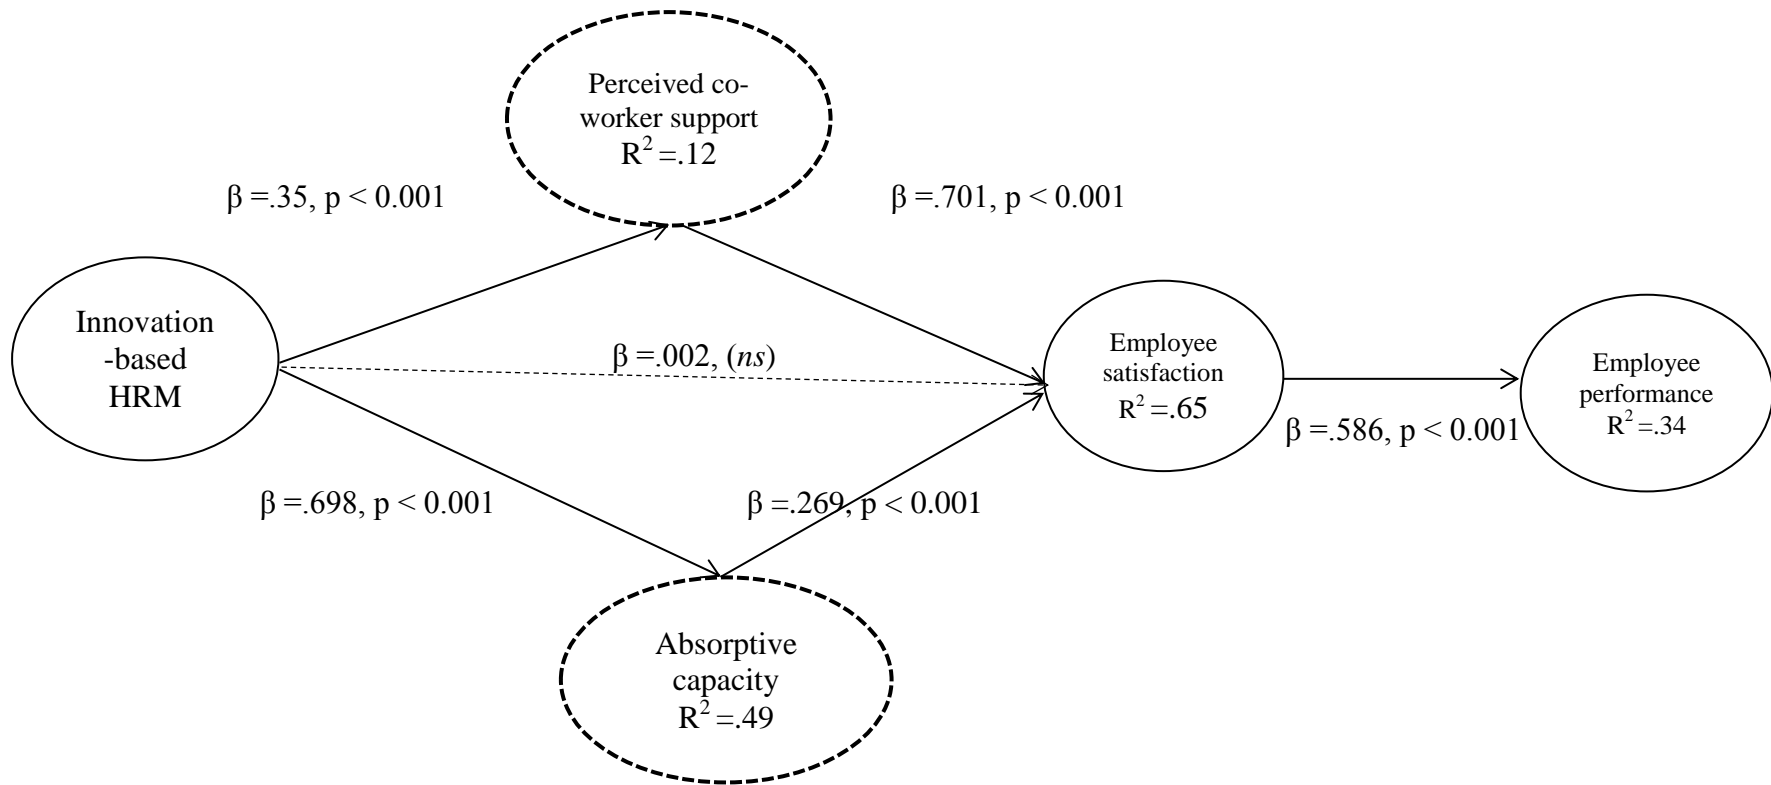 Perceived co-
worker support
R² =.12
β =.35, p < 0.001
β =.701, p < 0.001
Innovation
-based
HRM
β =.002, (ns)
Employee
satisfaction
R² =.65
Employee
performance
R² =.34
β =.586, p < 0.001
β =.698, p < 0.001
β =.269, p < 0.001
Absorptive
capacity
R² =.49